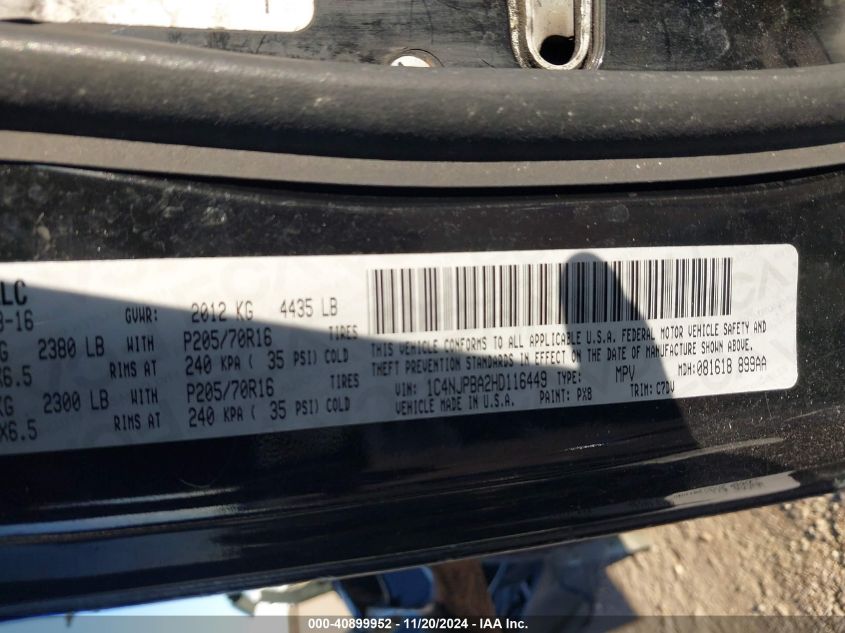 LC
9-16 GVWR: 2012 KG 4435 LB
G 2380 LB WITH P205/70R16 TIRES
X6.5 RIMS AT 240 KPA ( 35 PSI) COLD
KG 2300 LB WITH P205/70R16 TIRES
X6.5 RIMS AT 240 KPA ( 35 PSI) COLD
THIS VEHICLE CONFORMS TO ALL APPLICABLE U.S.A. FEDERAL MOTOR VEHICLE SAFETY AND
THEFT PREVENTION STANDARDS IN EFFECT ON THE DATE OF MANUFACTURE SHOWN ABOVE.
VIN: 1C4NJPBA2HD116449 TYPE: MPV MDH: 081618 899AA
VEHICLE MADE IN U.S.A. PAINT: PX8 TRIM: C7DV
000-40899952 - 11/20/2024 - IAA Inc.